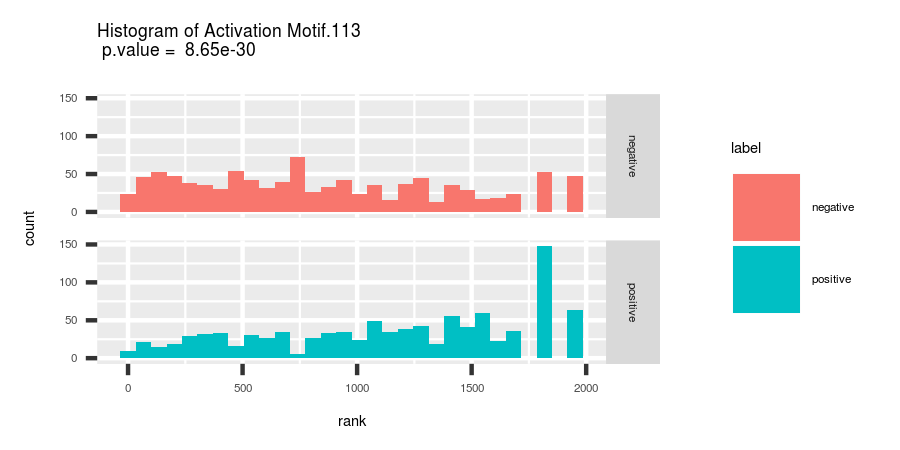 Histogram of Activation Motif.113
p.value = 8.65e-30
150
100
50
0
negative
150
100
50
0
positive
0 500 1000 1500 2000
rank
count
label
negative
positive